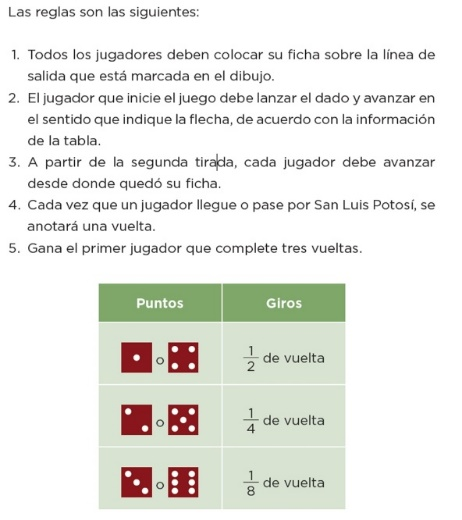 Las reglas son las siguientes:
1. Todos los jugadores deben colocar su ficha sobre la línea de
salida que está marcada en el dibujo.
2. El jugador que inicie el juego debe lanzar el dado y avanzar en
el sentido que indique la flecha, de acuerdo con la información
de la tabla.
3. A partir de la segunda tirada, cada jugador debe avanzar
desde donde quedó su ficha.
4. Cada vez que un jugador llegue o pase por San Luis Potosí, se
anotará una vuelta.
5. Gana el primer jugador que complete tres vueltas.
Puntos Giros
o 1/2 de vuelta
o 1/4 de vuelta
o 1/8 de vuelta